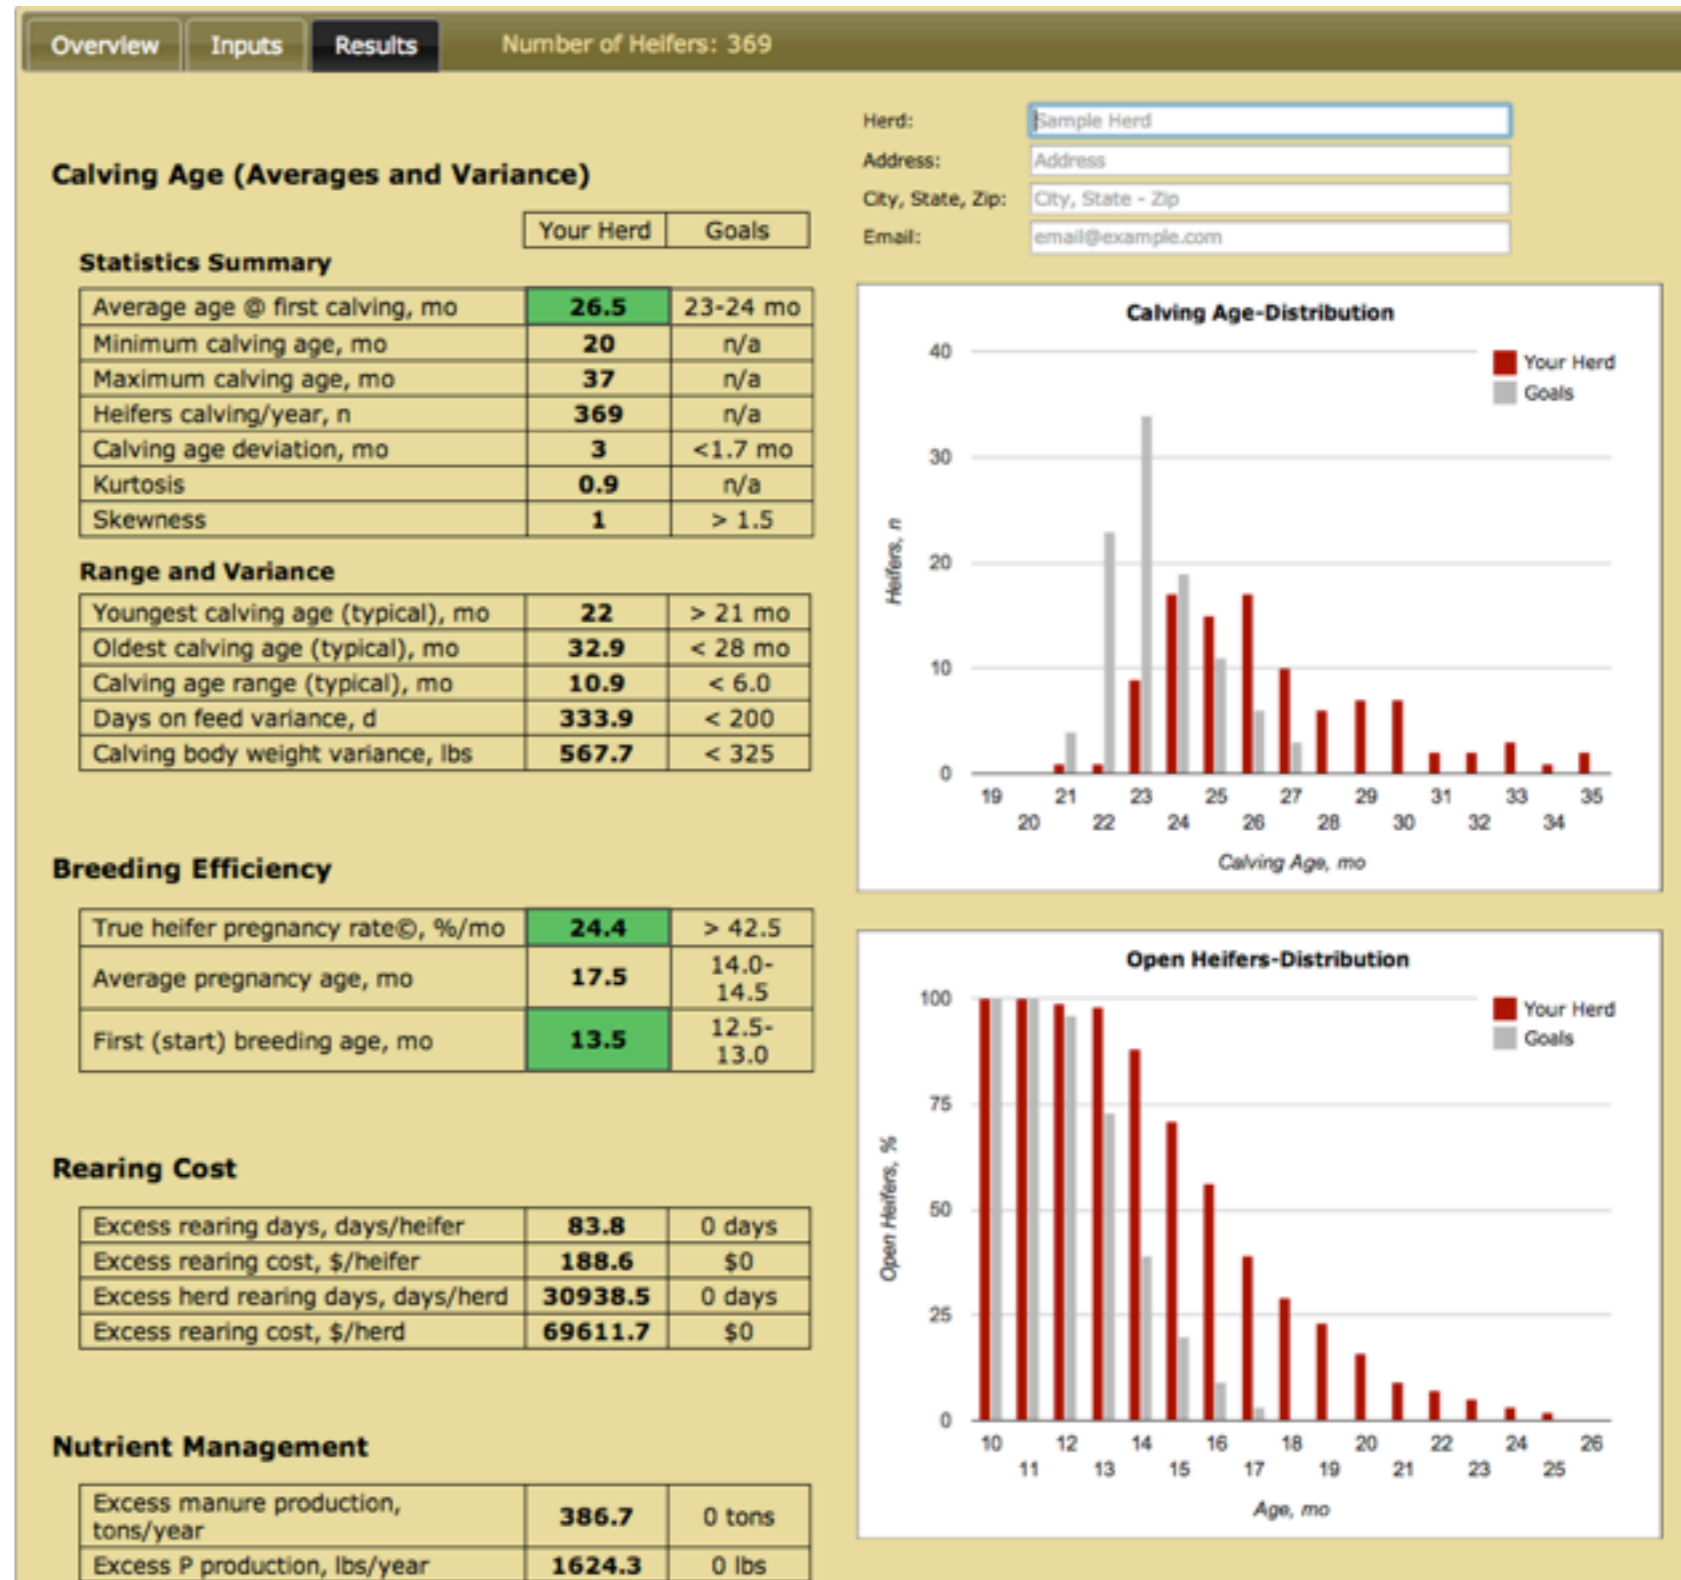 Overview Inputs Results Number of Heifers: 369
Herd: Sample Herd
Address: Address
City, State, Zip: City, State - Zip
Email: email@example.com
Calving Age (Averages and Variance)
Your Herd Goals
Statistics Summary
Average age @ first calving, mo 26.5 23-24 mo
Minimum calving age, mo 20 n/a
Maximum calving age, mo 37 n/a
Heifers calving/year, n 369 n/a
Calving age deviation, mo 3 <1.7 mo
Kurtosis 0.9 n/a
Skewness 1 > 1.5
Range and Variance
Youngest calving age (typical), mo 22 > 21 mo
Oldest calving age (typical), mo 32.9 < 28 mo
Calving age range (typical), mo 10.9 < 6.0
Days on feed variance, d 333.9 < 200
Calving body weight variance, lbs 567.7 < 325
Breeding Efficiency
True heifer pregnancy rate©, %/mo 24.4 > 42.5
Average pregnancy age, mo 17.5 14.0-
14.5
First (start) breeding age, mo 13.5 12.5-
13.0
Rearing Cost
Excess rearing days, days/heifer 83.8 0 days
Excess rearing cost, $/heifer 188.6 $0
Excess herd rearing days, days/herd 30938.5 0 days
Excess rearing cost, $/herd 69611.7 $0
Nutrient Management
Excess manure production,
tons/year 386.7 0 tons
Excess P production, lbs/year 1624.3 0 lbs
Calving Age-Distribution
Your Herd
Goals
40
30
20
10
0
Heifers, n
19 21 23 25 27 29 31 33 35
20 22 24 26 28 30 32 34
Calving Age, mo
Open Heifers-Distribution
Your Herd
Goals
100
75
50
25
0
Open Heifers, %
10 12 14 16 18 20 22 24 26
11 13 15 17 19 21 23 25
Age, mo